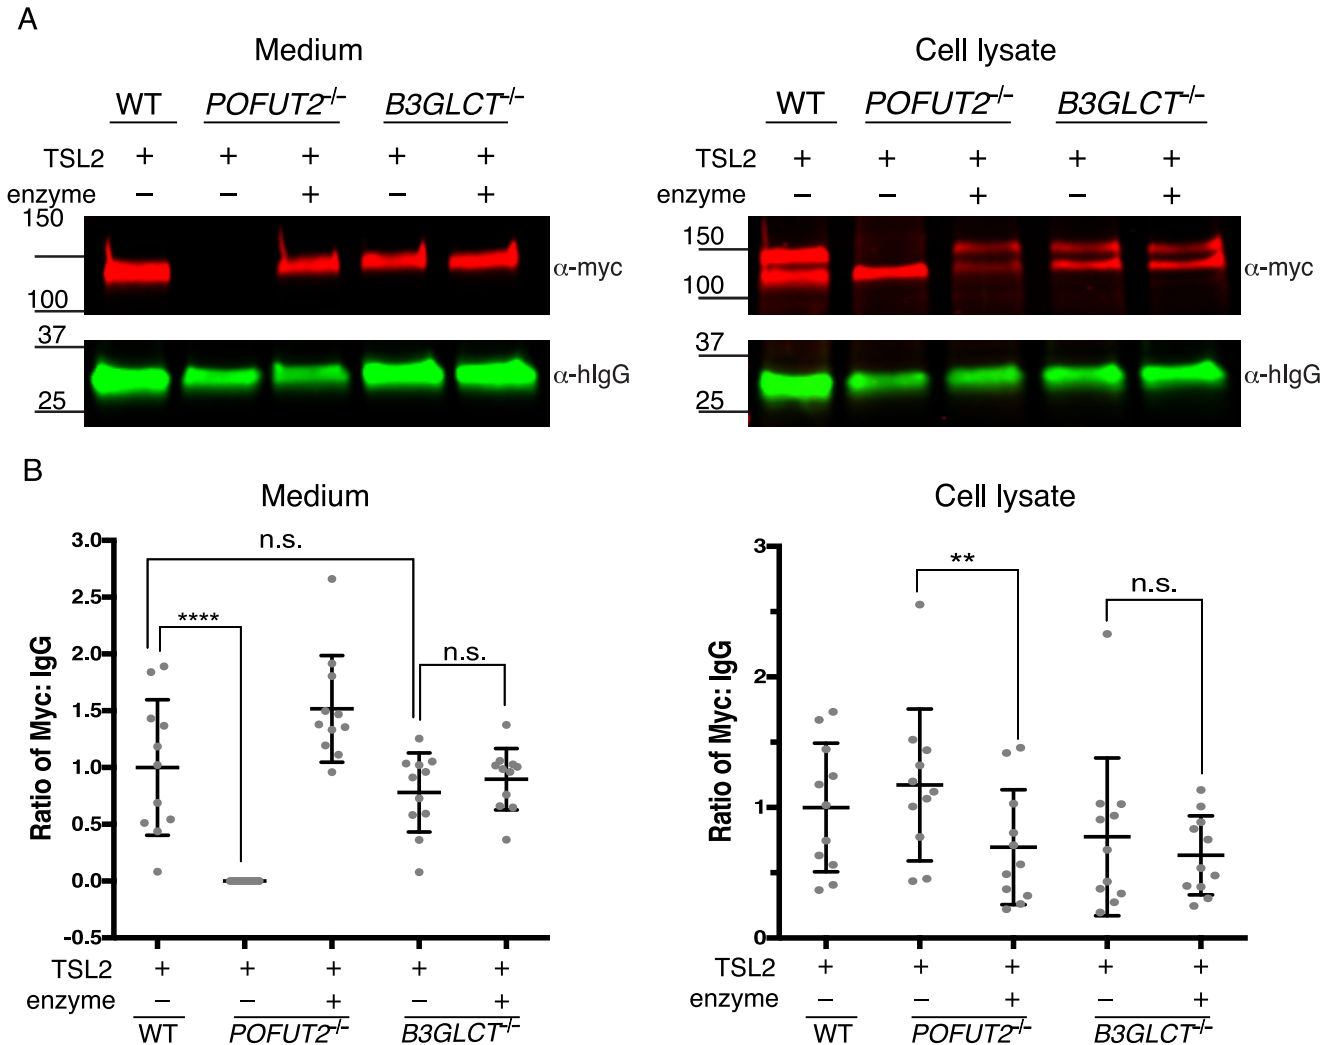 A
Medium
Cell lysate
WT POFUT2-/- B3GLCT-/-
WT POFUT2-/- B3GLCT-/-
TSL2 + + + + +
TSL2 + + + + +
enzyme – – + – +
enzyme – – + – +
150
100
α-myc
150
100
α-myc
37
25
α-hIgG
37
25
α-hIgG
B
Medium
Cell lysate
Ratio of Myc: IgG
3.0
2.5
2.0
1.5
1.0
0.5
0.0
-0.5
n.s.
****
n.s.
TSL2 + + + + +
enzyme – – + – +
WT POFUT2-/- B3GLCT-/-
Ratio of Myc: IgG
3
2
1
0
**
n.s.
TSL2 + + + + +
enzyme – – + – +
WT POFUT2-/- B3GLCT-/-